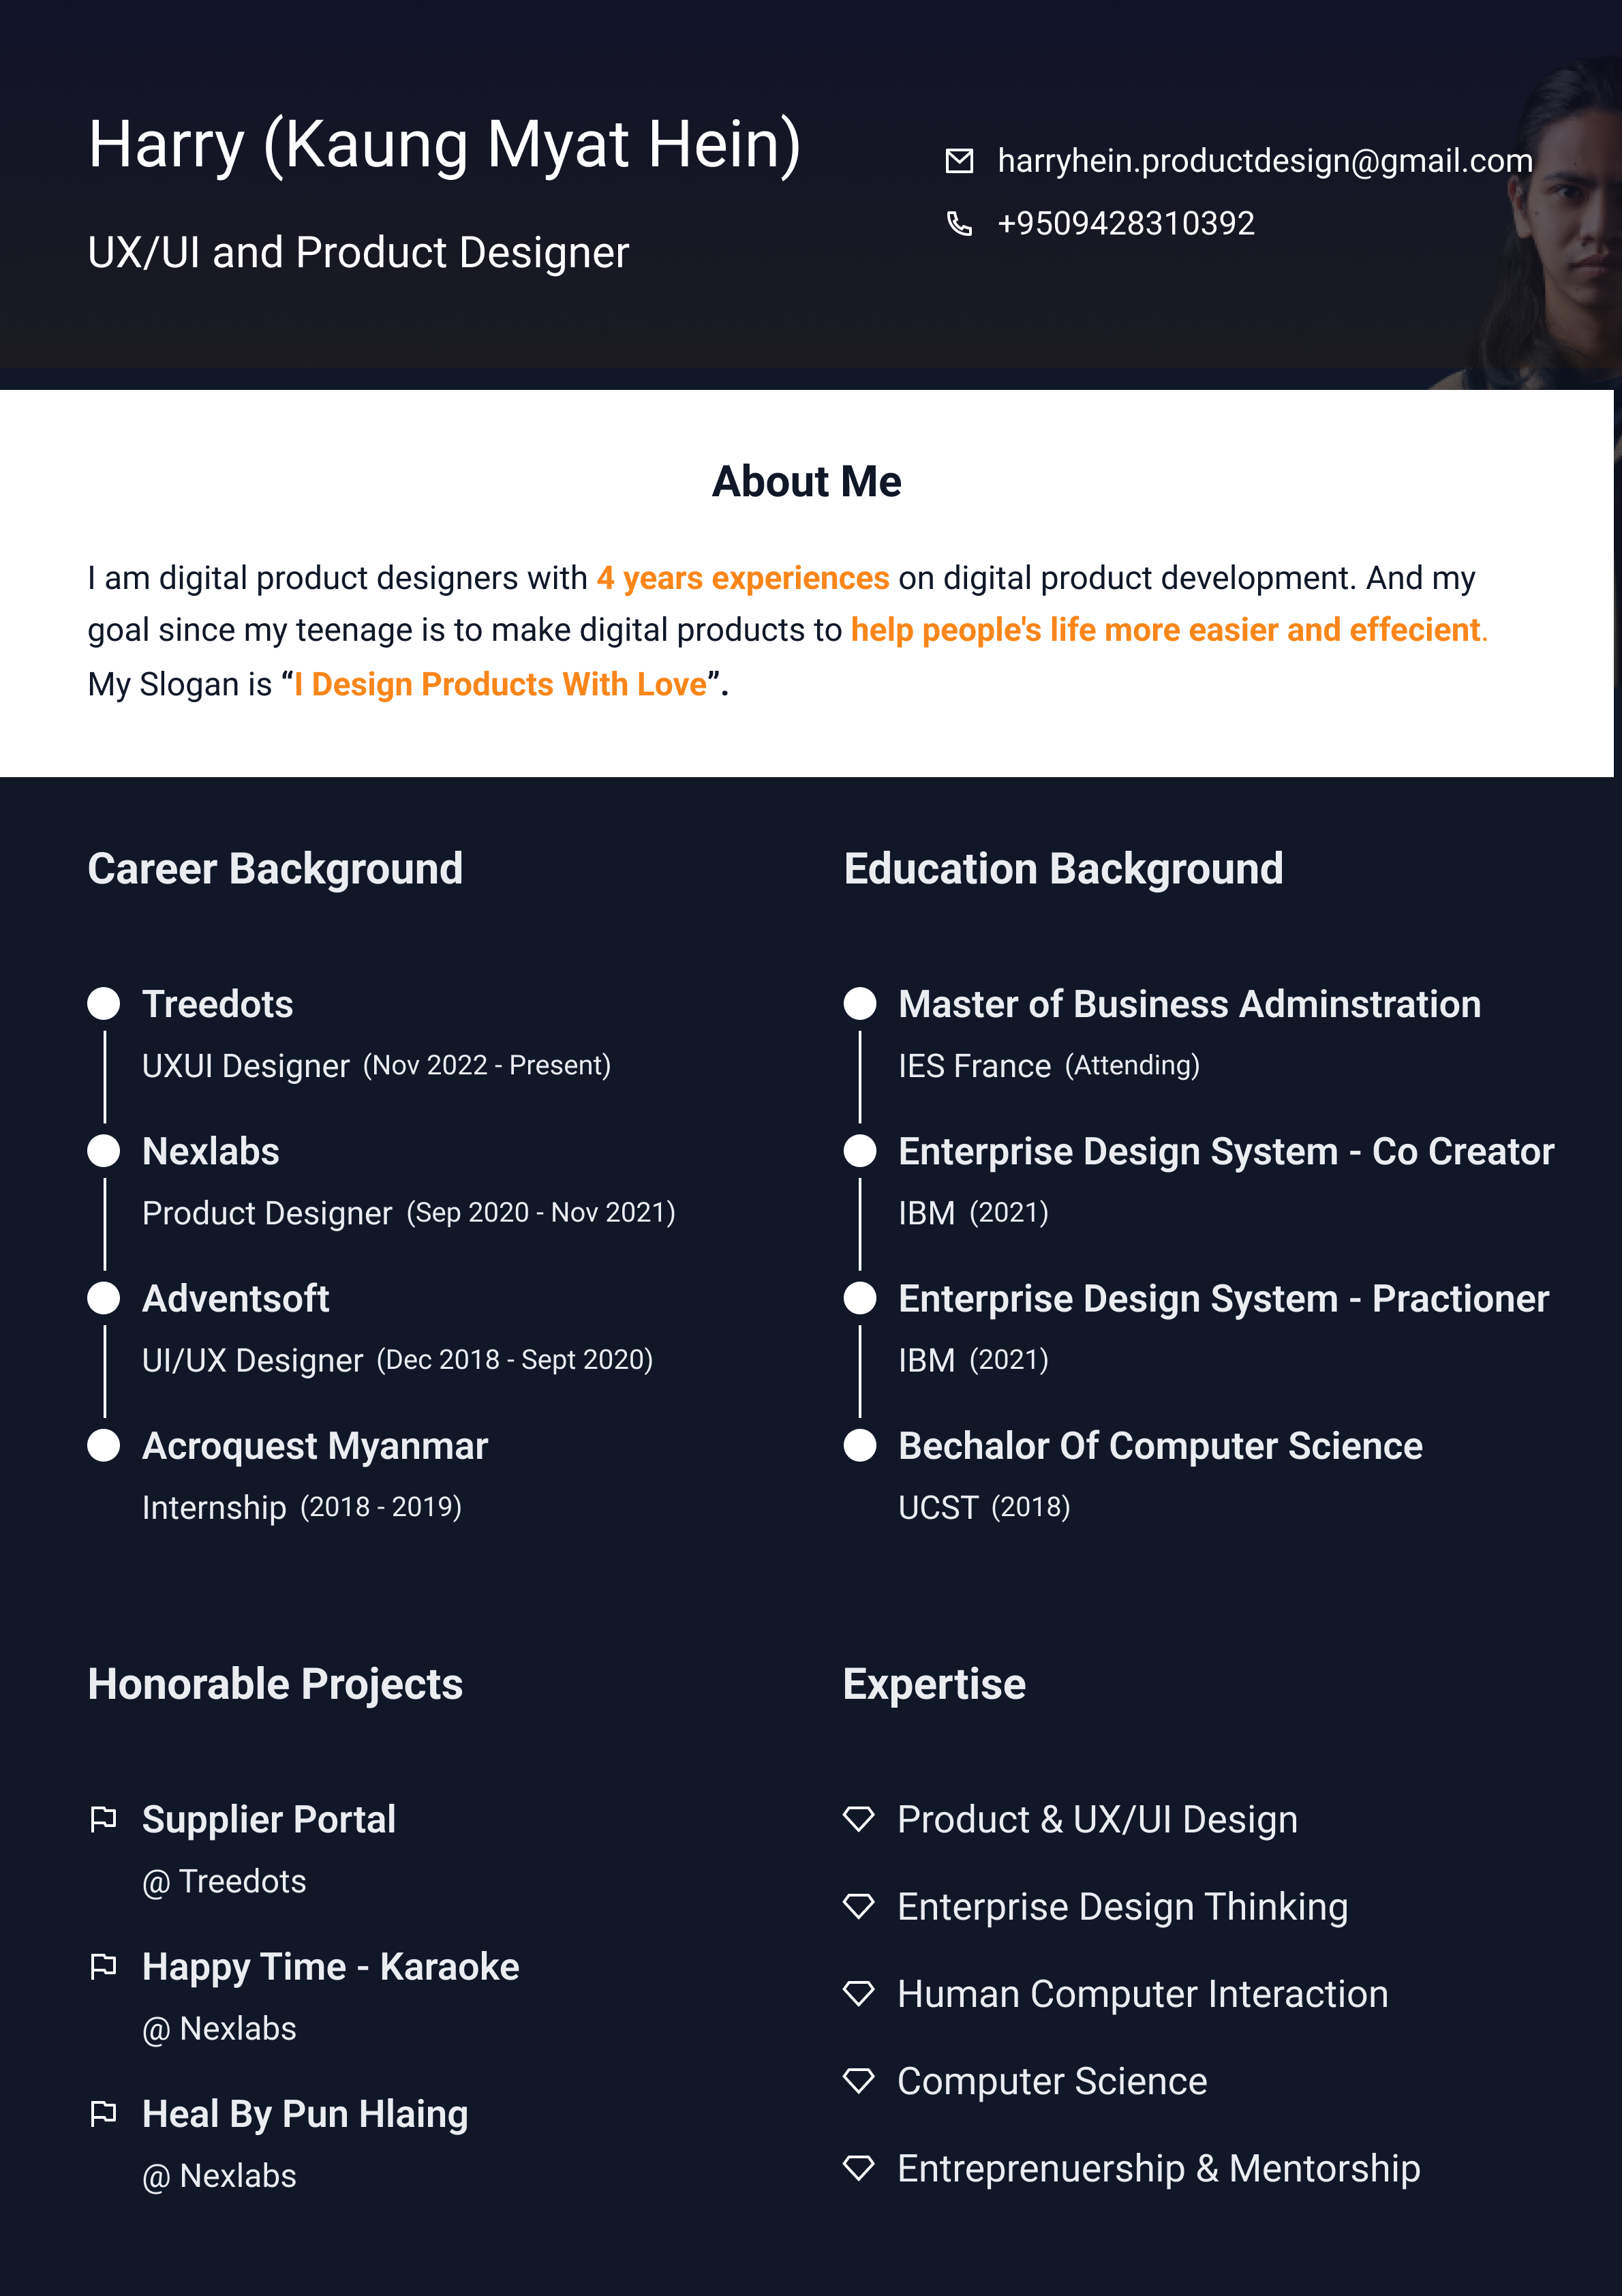 Harry (Kaung Myat Hein)
UX/UI and Product Designer
harryhein.productdesign@gmail.com
+9509428310392
About Me
I am digital product designers with 4 years experiences on digital product development. And my
goal since my teenage is to make digital products to help people's life more easier and effecient.
My Slogan is “I Design Products With Love”.
Career Background
Treedots
UXUI Designer (Nov 2022 - Present)
Nexlabs
Product Designer (Sep 2020 - Nov 2021)
Adventsoft
UI/UX Designer (Dec 2018 - Sept 2020)
Acroquest Myanmar
Internship (2018 - 2019)
Education Background
Master of Business Adminstration
IES France (Attending)
Enterprise Design System - Co Creator
IBM (2021)
Enterprise Design System - Practioner
IBM (2021)
Bechalor Of Computer Science
UCST (2018)
Honorable Projects
Supplier Portal
@ Treedots
Happy Time - Karaoke
@ Nexlabs
Heal By Pun Hlaing
@ Nexlabs
Expertise
Product & UX/UI Design
Enterprise Design Thinking
Human Computer Interaction
Computer Science
Entreprenuership & Mentorship